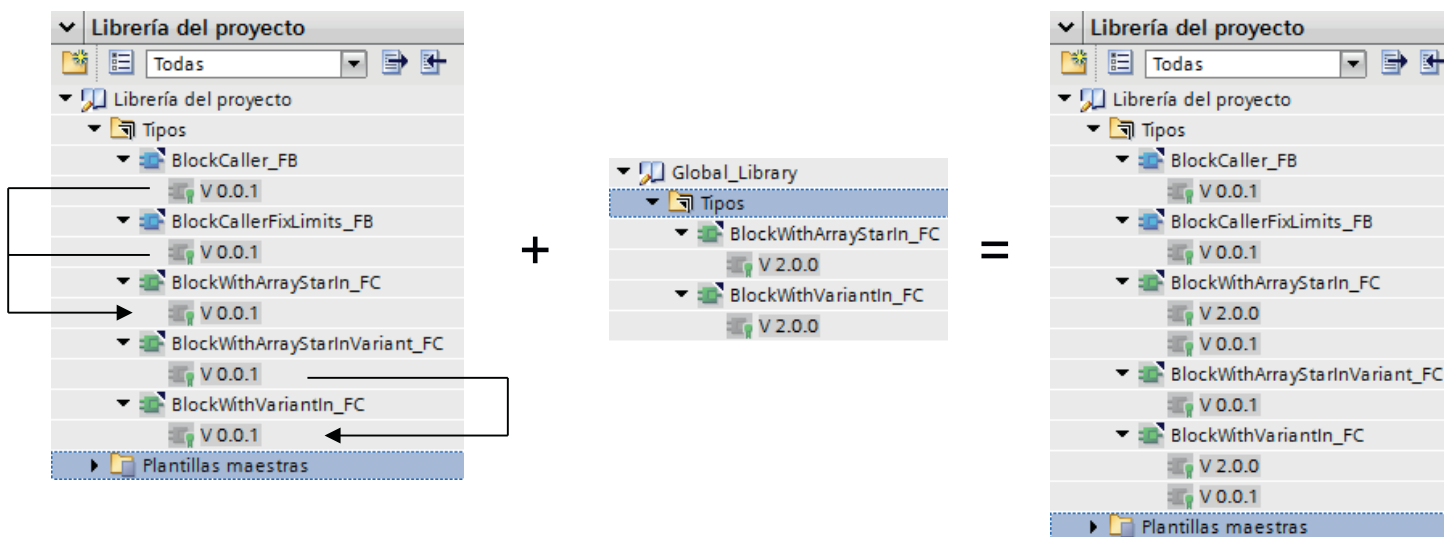 Librería del proyecto
Todas
Librería del proyecto
Tipos
BlockCaller_FB
V 0.0.1
BlockCallerFixLimits_FB
V 0.0.1
BlockWithArrayStarIn_FC
V 0.0.1
BlockWithArrayStarInVariant_FC
V 0.0.1
BlockWithVariantIn_FC
V 0.0.1
Plantillas maestras
+
Global_Library
Tipos
BlockWithArrayStarIn_FC
V 2.0.0
BlockWithVariantIn_FC
V 2.0.0
=
Librería del proyecto
Todas
Librería del proyecto
Tipos
BlockCaller_FB
V 0.0.1
BlockCallerFixLimits_FB
V 0.0.1
BlockWithArrayStarIn_FC
V 2.0.0
V 0.0.1
BlockWithArrayStarInVariant_FC
V 0.0.1
BlockWithVariantIn_FC
V 2.0.0
V 0.0.1
Plantillas maestras